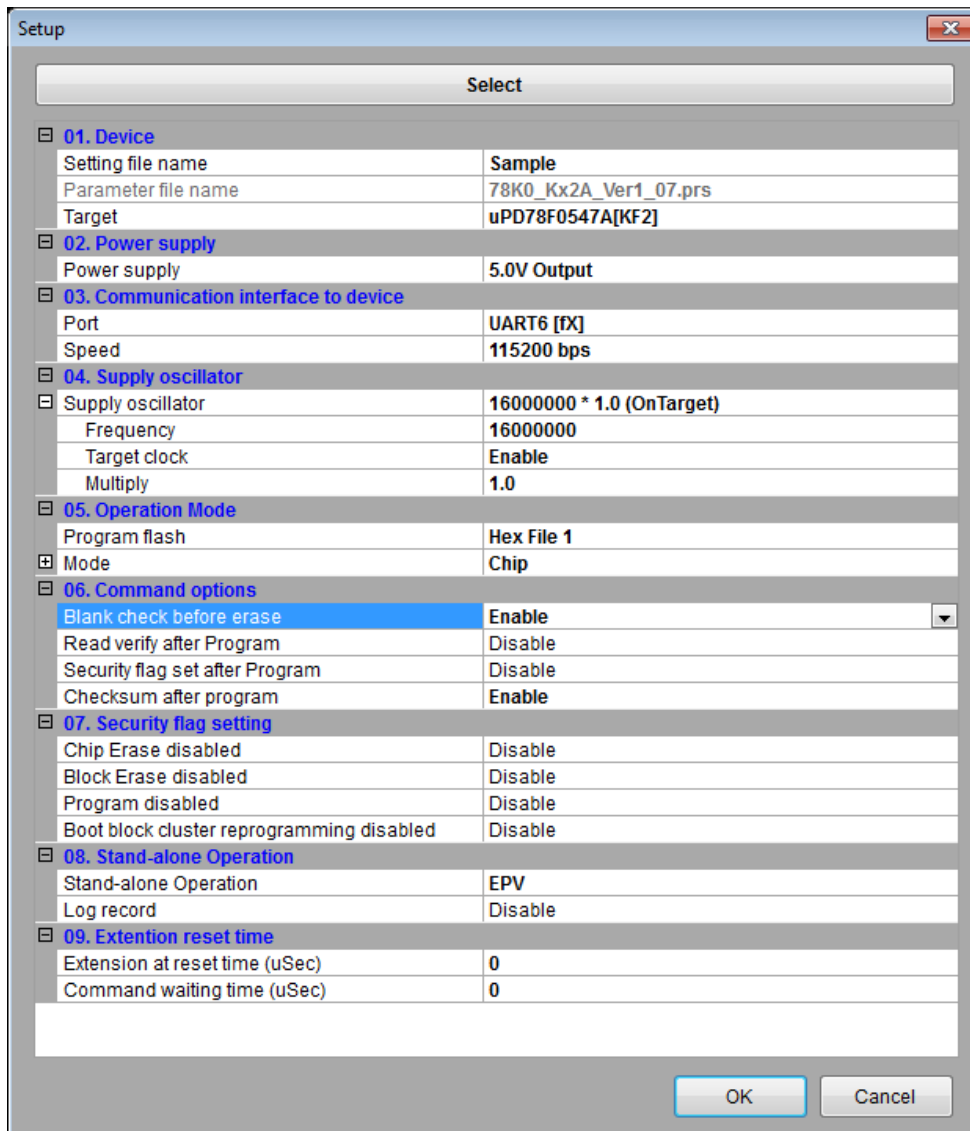 Setup
Select
01. Device
Setting file name Sample
Parameter file name 78K0_Kx2A_Ver1_07.prs
Target uPD78F0547A[KF2]
02. Power supply
Power supply 5.0V Output
03. Communication interface to device
Port UART6 [fX]
Speed 115200 bps
04. Supply oscillator
Supply oscillator 16000000 * 1.0 (OnTarget)
Frequency 16000000
Target clock Enable
Multiply 1.0
05. Operation Mode
Program flash Hex File 1
Mode Chip
06. Command options
Blank check before erase Enable
Read verify after Program Disable
Security flag set after Program Disable
Checksum after program Enable
07. Security flag setting
Chip Erase disabled Disable
Block Erase disabled Disable
Program disabled Disable
Boot block cluster reprogramming disabled Disable
08. Stand-alone Operation
Stand-alone Operation EPV
Log record Disable
09. Extention reset time
Extension at reset time (uSec) 0
Command waiting time (uSec) 0
OK Cancel